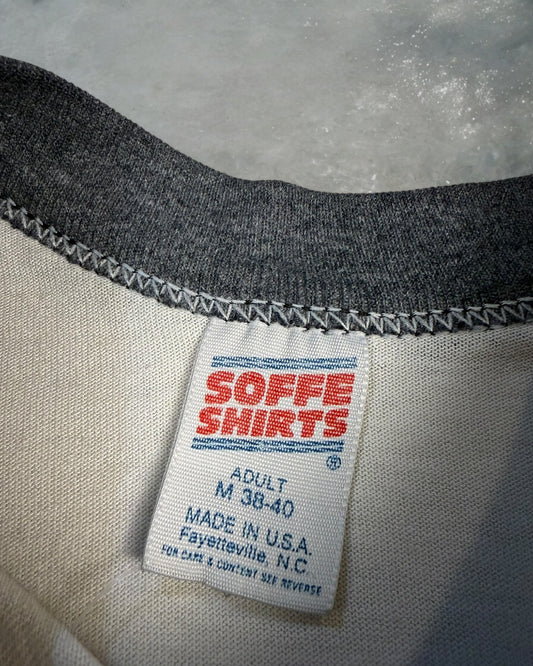 SOFFE
SHIRTS
®
ADULT
M 38-40
MADE IN U.S.A.
Fayetteville, N.C.
FOR CARE & CONTENT SEE REVERSE